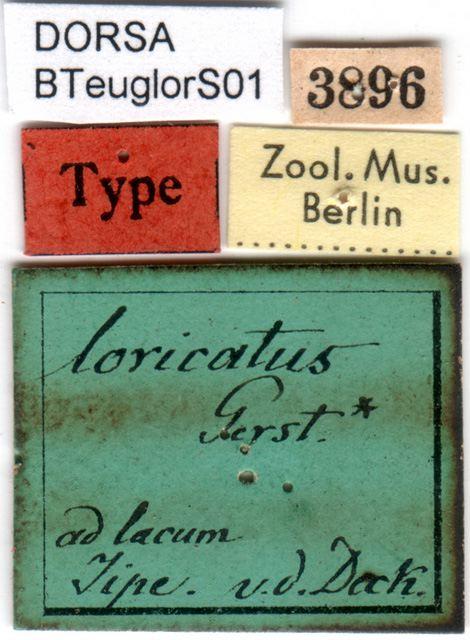 DORSA
BTeuglorS01
3896
Type
Zool. Mus.
Berlin
loricatus
Gerst.*
ad lacum
Jipe. v. d. Deck.